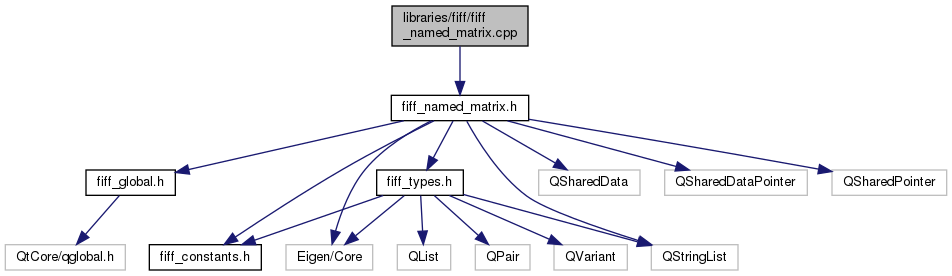 libraries/fiff/fiff
_named_matrix.cpp
fiff_named_matrix.h
fiff_global.h
fiff_types.h
QSharedData
QSharedDataPointer
QSharedPointer
QtCore/qglobal.h
fiff_constants.h
Eigen/Core
QList
QPair
QVariant
QStringList